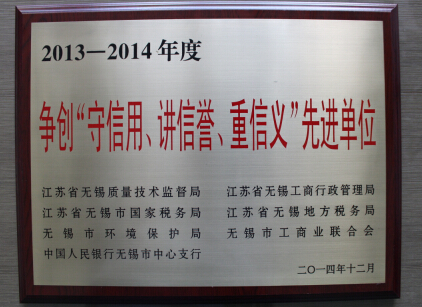 2013—2014年度
争创“守信用、讲信誉、重信义”先进单位
江苏省无锡质量技术监督局 江苏省无锡工商行政管理局
江苏省无锡市国家税务局 江苏省无锡地方税务局
无锡市环境保护局 无锡市工商业联合会
中国人民银行无锡市中心支行
二〇一四年十二月